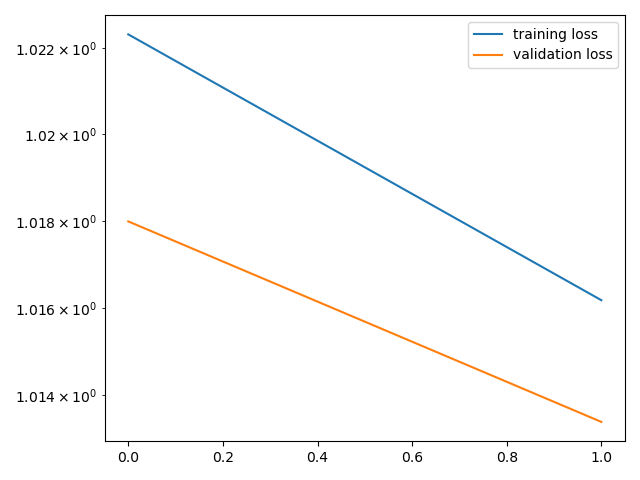 1.022 × 10⁰
1.02 × 10⁰
1.018 × 10⁰
1.016 × 10⁰
1.014 × 10⁰
training loss
validation loss
0.0 0.2 0.4 0.6 0.8 1.0